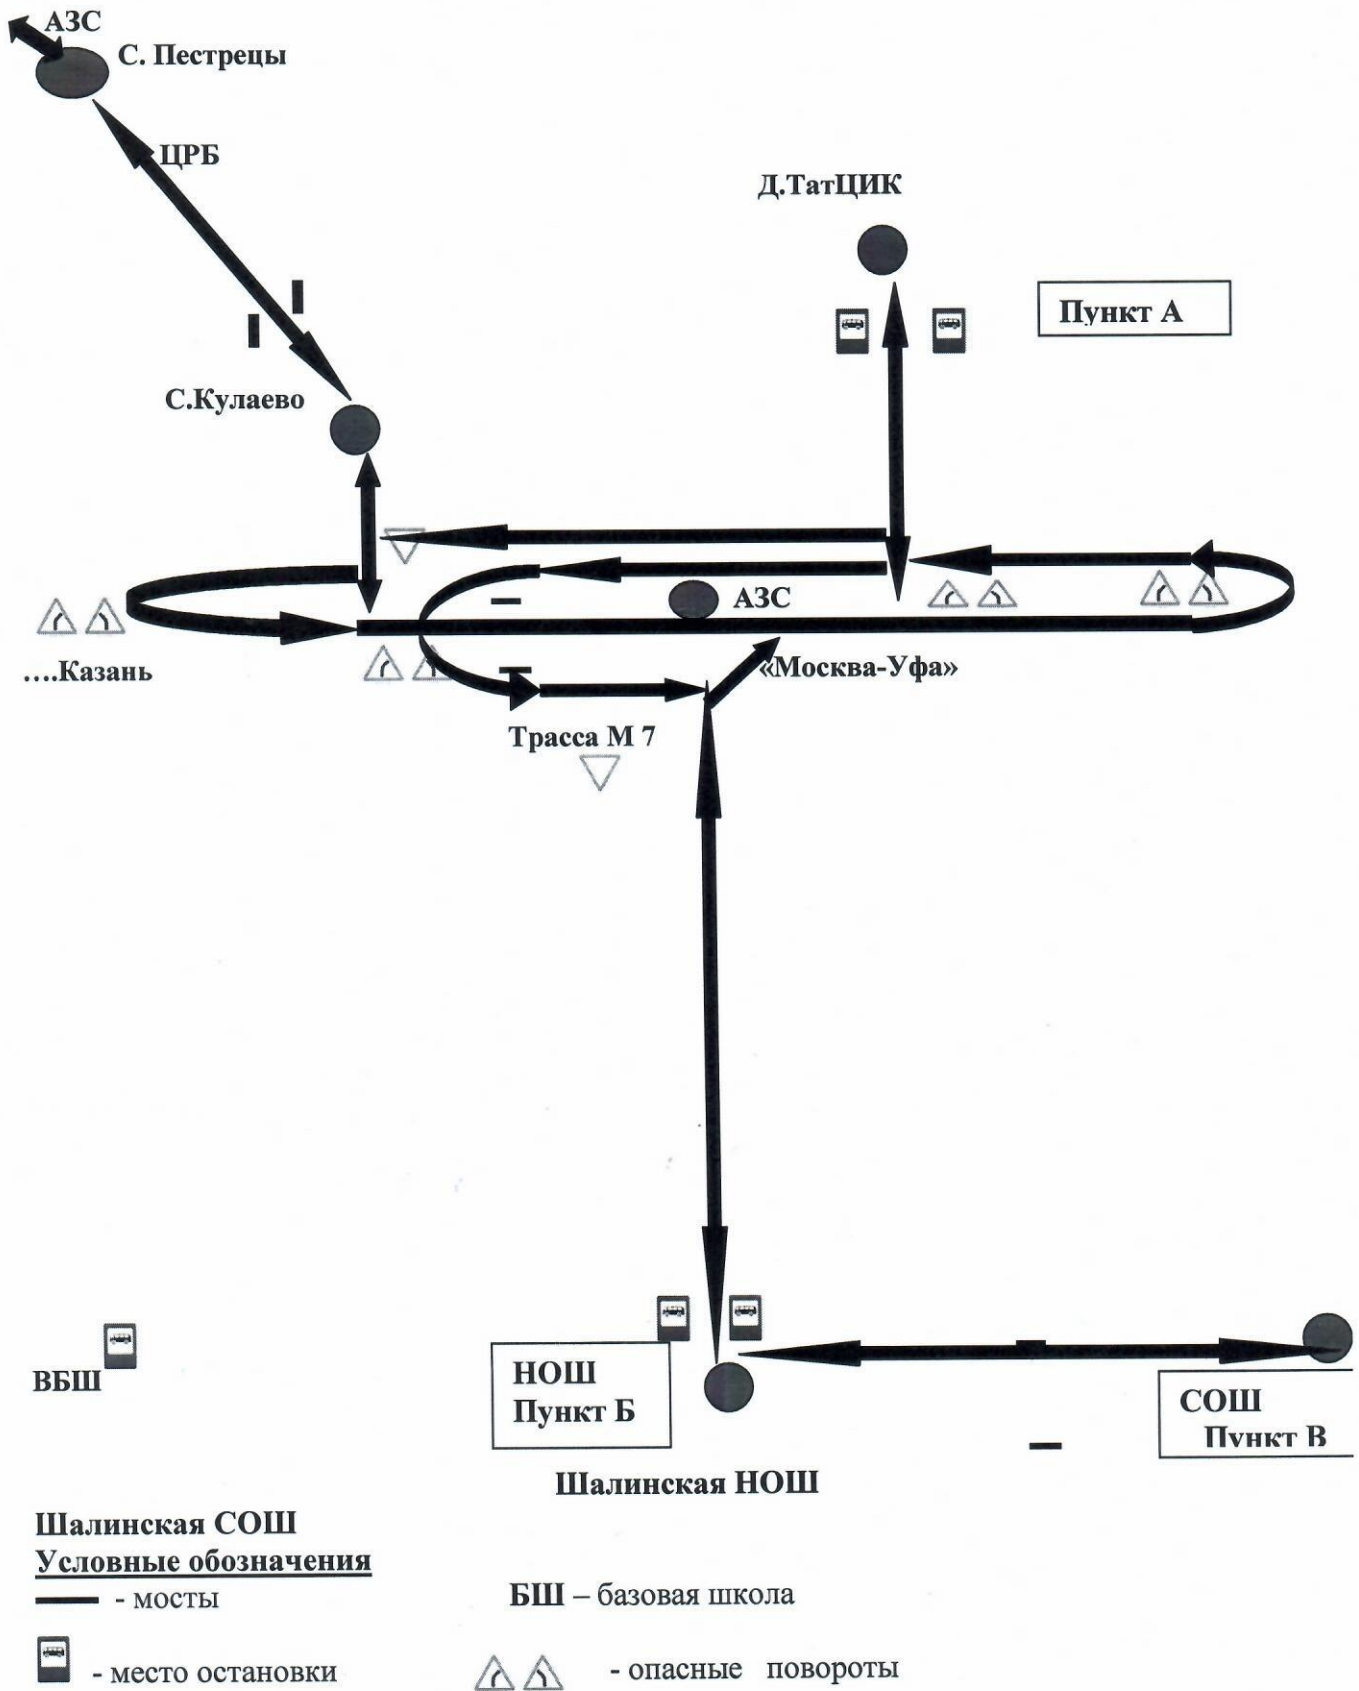 АЗС
С. Пестрецы
ЦРБ
Д.ТатЦИК
Пункт А
С.Кулаево
АЗС
….Казань
«Москва-Уфа»
Трасса М 7
ВБШ
НОШ
Пункт Б
СОШ
Пункт В
Шалинская НОШ
Шалинская СОШ
Условные обозначения
- мосты
БШ – базовая школа
- место остановки
- опасные повороты